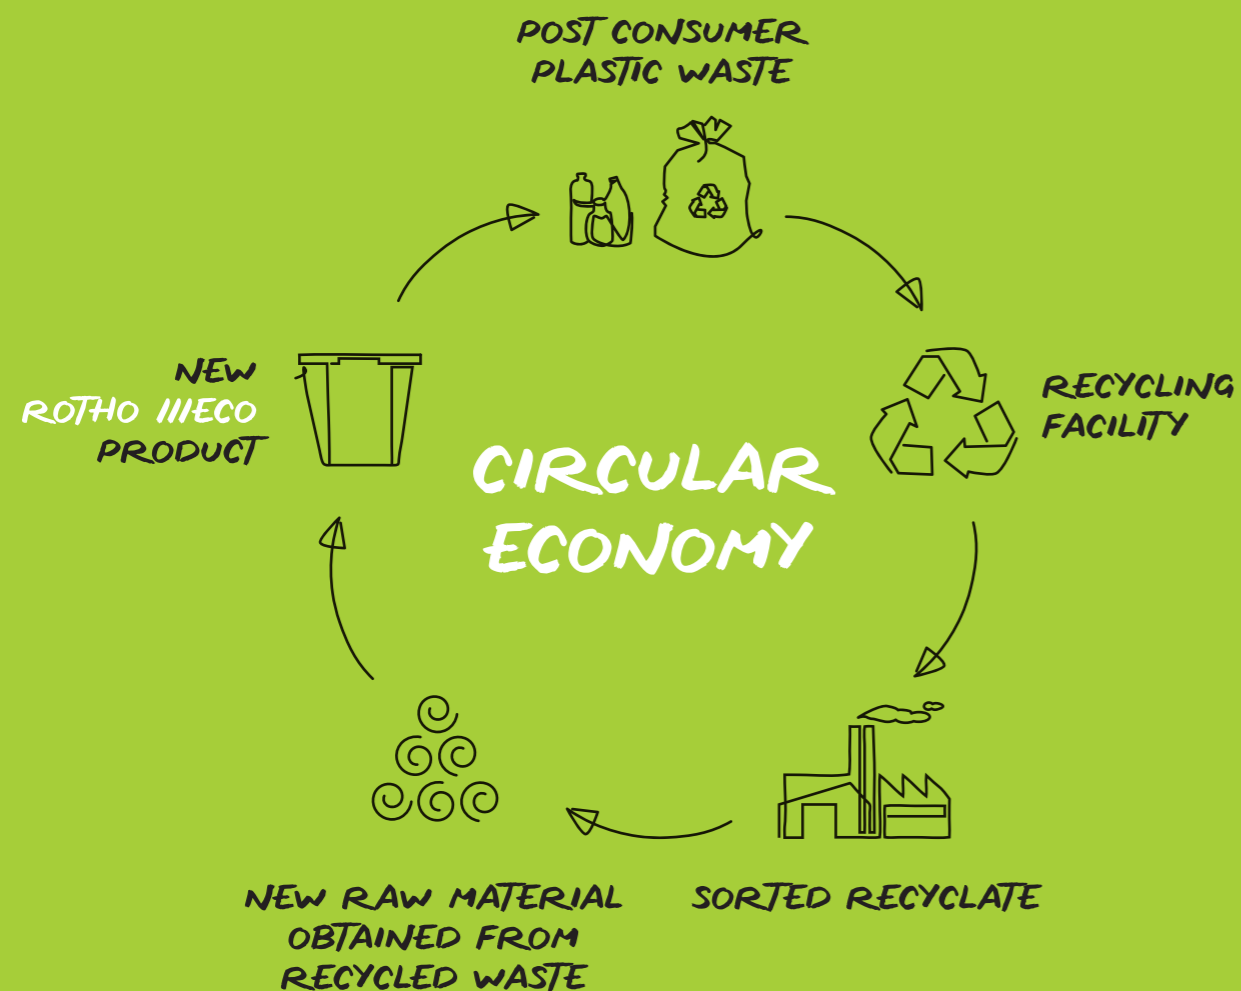 POST CONSUMER
PLASTIC WASTE
NEW
ROTHO ///ECO
PRODUCT
RECYCLING
FACILITY
CIRCULAR
ECONOMY
NEW RAW MATERIAL
OBTAINED FROM
RECYCLED WASTE
SORTED RECYCLATE